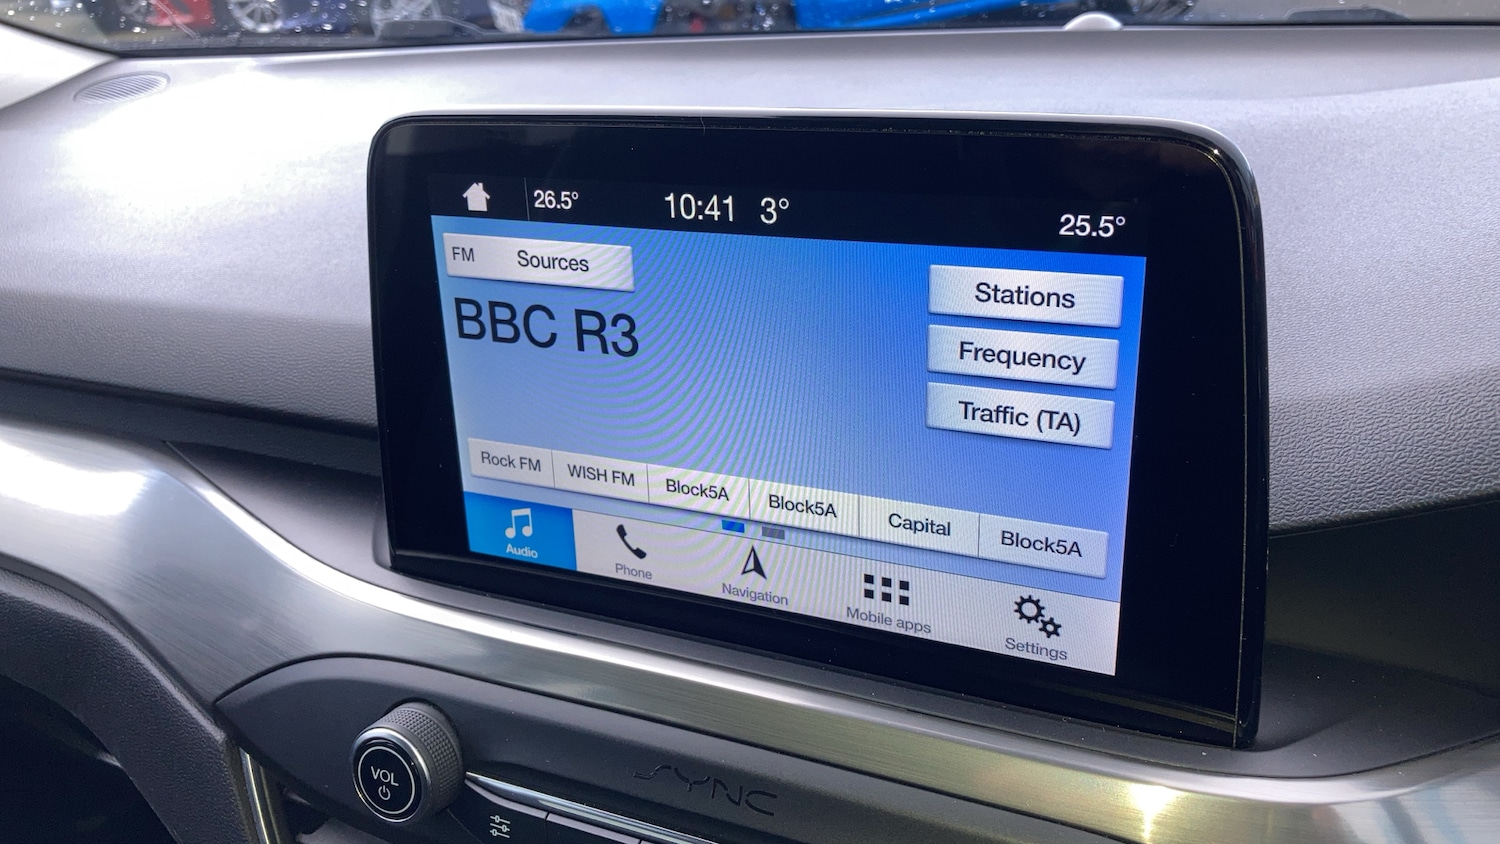 26.5° 10:41 3° 25.5°
FM Sources
BBC R3
Stations
Frequency
Traffic (TA)
Rock FM WISH FM Block5A Block5A Capital Block5A
Audio Phone Navigation Mobile apps Settings
VOL
SYNC